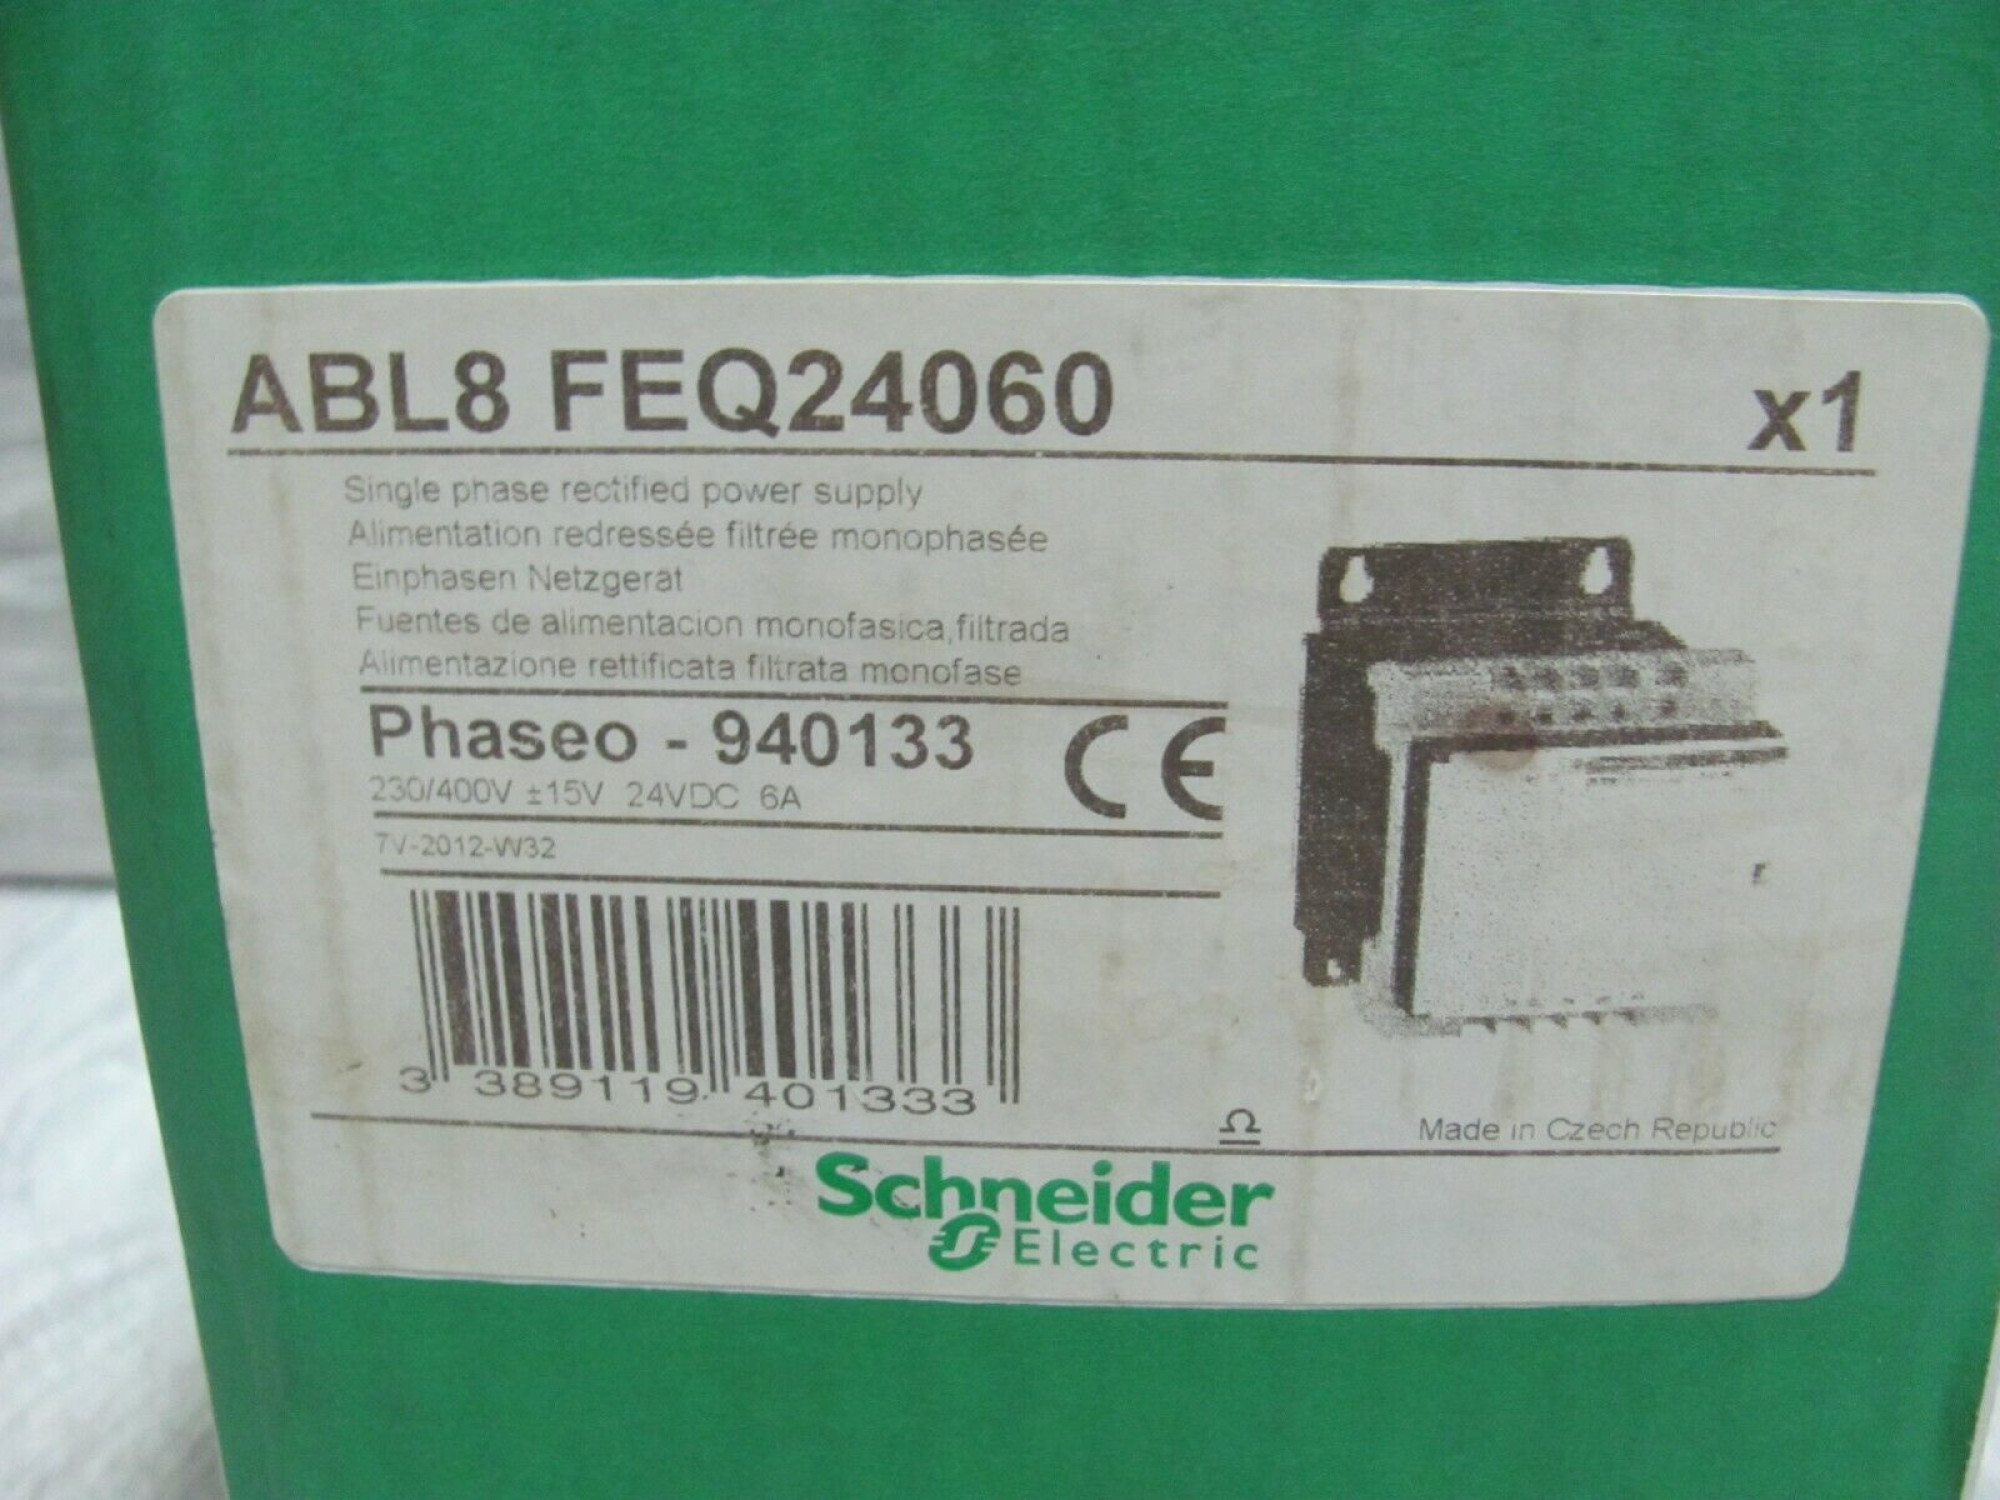 ABL8 FEQ24060 x1
Single phase rectified power supply
Alimentation redressée filtrée monophasée
Einphasen Netzgerat
Fuentes de alimentacion monofasica,filtrada
Alimentazione rettificata filtrata monofase
Phaseo - 940133 CE
230/400V ±15V 24VDC 6A
7V-2012-W32
3 389119 401333
Ω
Made in Czech Republic
Schneider
Electric